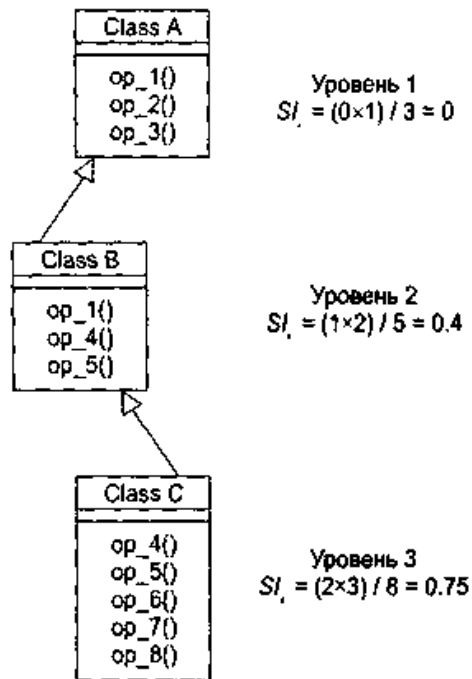 Class A
op_1()
op_2()
op_3()
Уровень 1
SI, = (0×1) / 3 = 0
Class B
op_1()
op_4()
op_5()
Уровень 2
SI, = (1×2) / 5 = 0.4
Class C
op_4()
op_5()
op_6()
op_7()
op_8()
Уровень 3
SI, = (2×3) / 8 = 0.75